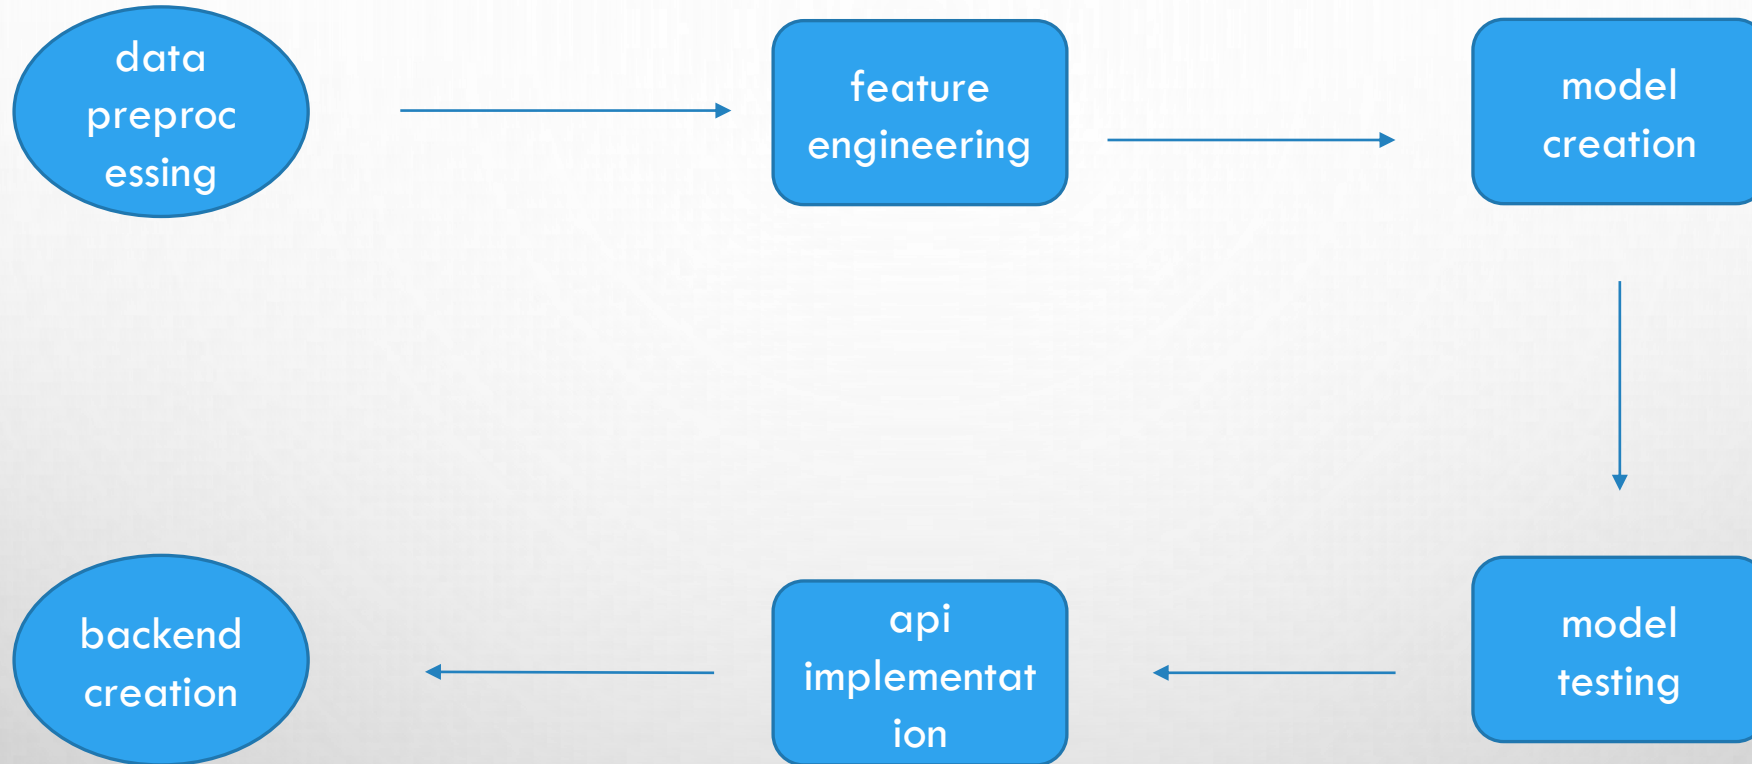 data
preproc
essing
feature
engineering
model
creation
model
testing
api
implementat
ion
backend
creation